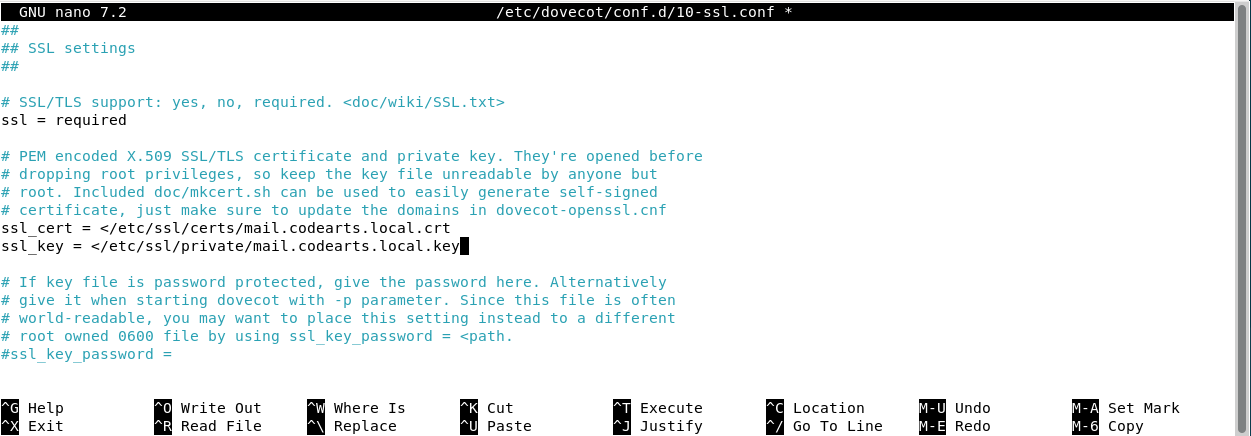 GNU nano 7.2 /etc/dovecot/conf.d/10-ssl.conf *
##
## SSL settings
##
# SSL/TLS support: yes, no, required. <doc/wiki/SSL.txt>
ssl = required
# PEM encoded X.509 SSL/TLS certificate and private key. They're opened before
# dropping root privileges, so keep the key file unreadable by anyone but
# root. Included doc/mkcert.sh can be used to easily generate self-signed
# certificate, just make sure to update the domains in dovecot-openssl.cnf
ssl_cert = </etc/ssl/certs/mail.codearts.local.crt
ssl_key = </etc/ssl/private/mail.codearts.local.key
# If key file is password protected, give the password here. Alternatively
# give it when starting dovecot with -p parameter. Since this file is often
# world-readable, you may want to place this setting instead to a different
# root owned 0600 file by using ssl_key_password = <path.
#ssl_key_password =
^G Help ^O Write Out ^W Where Is ^K Cut ^T Execute ^C Location M-U Undo M-A Set Mark
^X Exit ^R Read File ^\ Replace ^U Paste ^J Justify ^/ Go To Line M-E Redo M-6 Copy